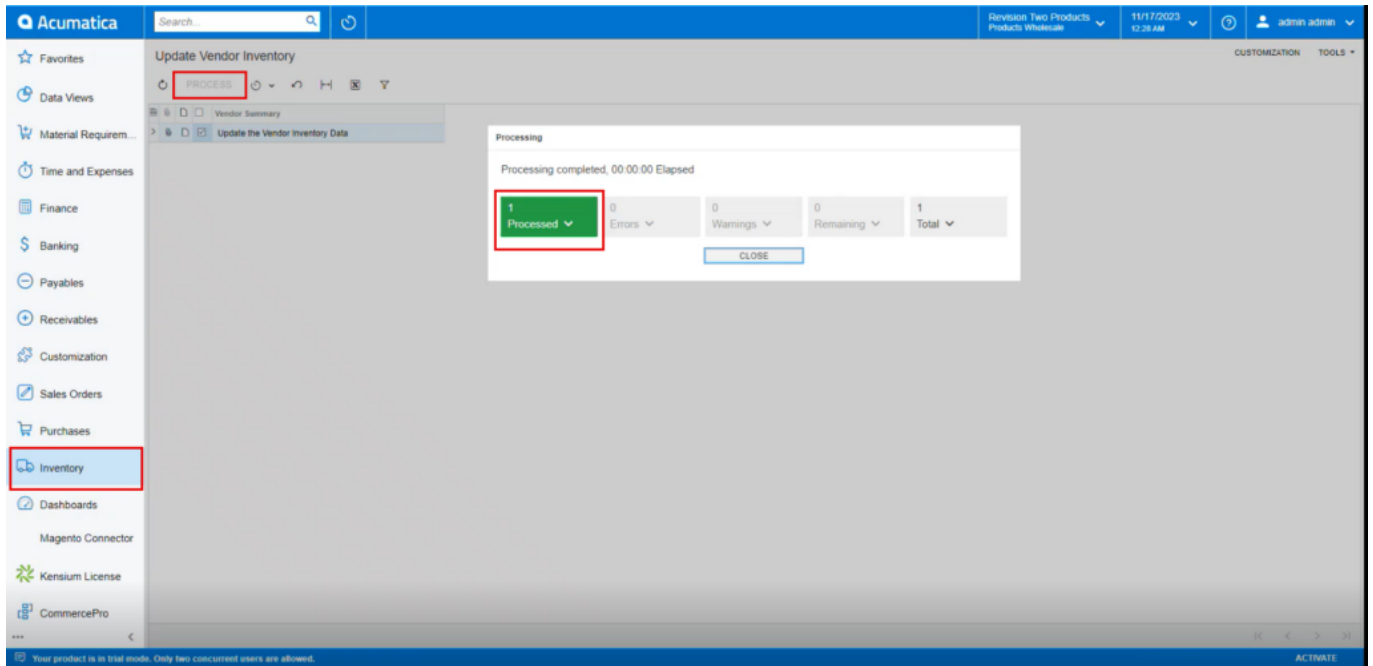 Acumatica
Search...
Revision Two Products
Products Wholesale
11/17/2023
12:28 AM
admin admin
Favorites
Data Views
Material Requirem...
Time and Expenses
Finance
Banking
Payables
Receivables
Customization
Sales Orders
Purchases
Inventory
Dashboards
Magento Connector
Kensium License
CommercePro
Update Vendor Inventory
CUSTOMIZATION TOOLS
PROCESS
Vendor Summary
Update the Vendor Inventory Data
Processing
Processing completed, 00:00:00 Elapsed
1
Processed
0
Errors
0
Warnings
0
Remaining
1
Total
CLOSE
Your product is in trial mode. Only two concurrent users are allowed.
ACTIVATE